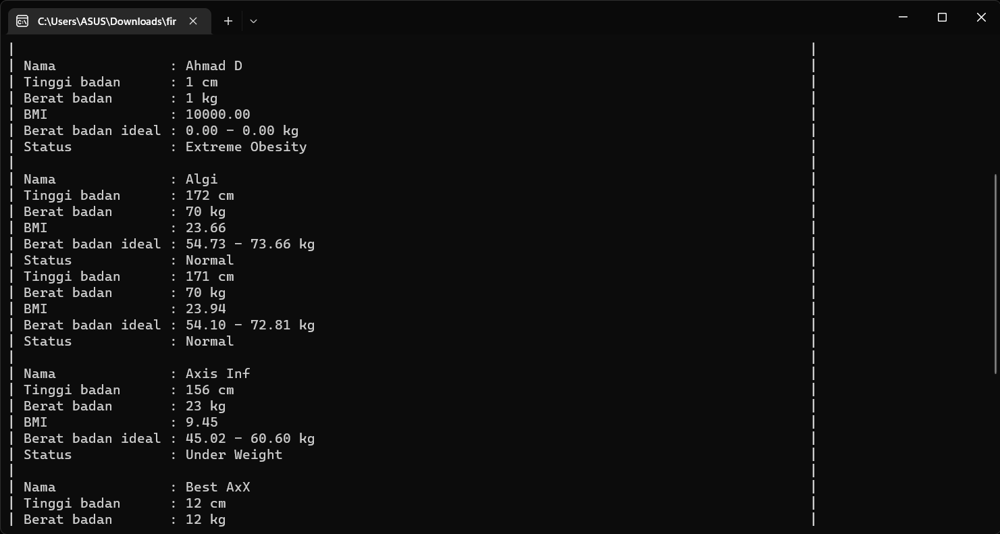 C:\Users\ASUS\Downloads\fir
Nama : Ahmad D
Tinggi badan : 1 cm
Berat badan : 1 kg
BMI : 10000.00
Berat badan ideal : 0.00 - 0.00 kg
Status : Extreme Obesity
Nama : Algi
Tinggi badan : 172 cm
Berat badan : 70 kg
BMI : 23.66
Berat badan ideal : 54.73 - 73.66 kg
Status : Normal
Tinggi badan : 171 cm
Berat badan : 70 kg
BMI : 23.94
Berat badan ideal : 54.10 - 72.81 kg
Status : Normal
Nama : Axis Inf
Tinggi badan : 156 cm
Berat badan : 23 kg
BMI : 9.45
Berat badan ideal : 45.02 - 60.60 kg
Status : Under Weight
Nama : Best AxX
Tinggi badan : 12 cm
Berat badan : 12 kg